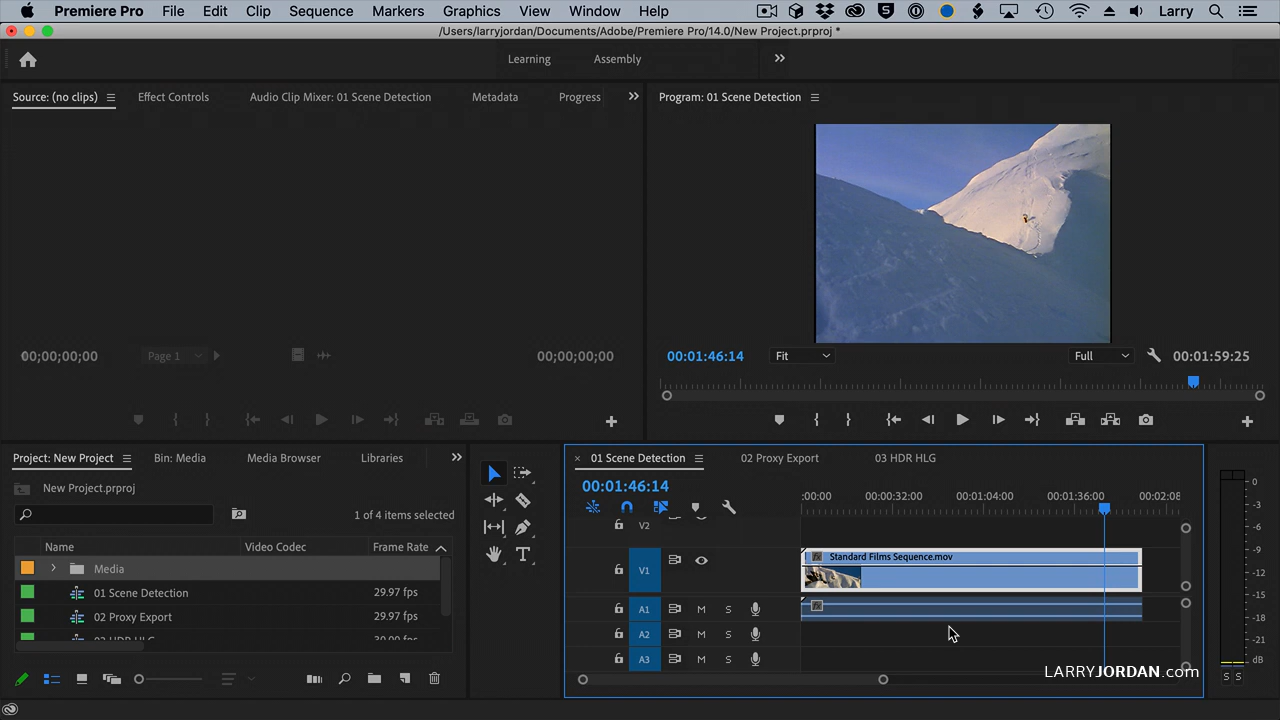 Premiere Pro File Edit Clip Sequence Markers Graphics View Window Help Larry
/Users/larryjordan/Documents/Adobe/Premiere Pro/14.0/New Project.prproj *
Learning Assembly
Source: (no clips) Effect Controls Audio Clip Mixer: 01 Scene Detection Metadata Progress
Program: 01 Scene Detection
00;00;00;00 Page 1 00;00;00;00
00:01:46:14 Fit Full 00:01:59:25
Project: New Project Bin: Media Media Browser Libraries
New Project.prproj
1 of 4 items selected
Name Video Codec Frame Rate
Media
01 Scene Detection 29.97 fps
02 Proxy Export 29.97 fps
03 HDR HLG 30.00 fps
01 Scene Detection 02 Proxy Export 03 HDR HLG
00:01:46:14
:00:00 00:00:32:00 00:01:04:00 00:01:36:00 00:02:08
V2
V1
fx Standard Films Sequence.mov
A1 M S
fx
A2 M S
A3 M S
0
-3
-6
-9
-12
-15
-18
-21
dB
S S
LARRYJORDAN.com